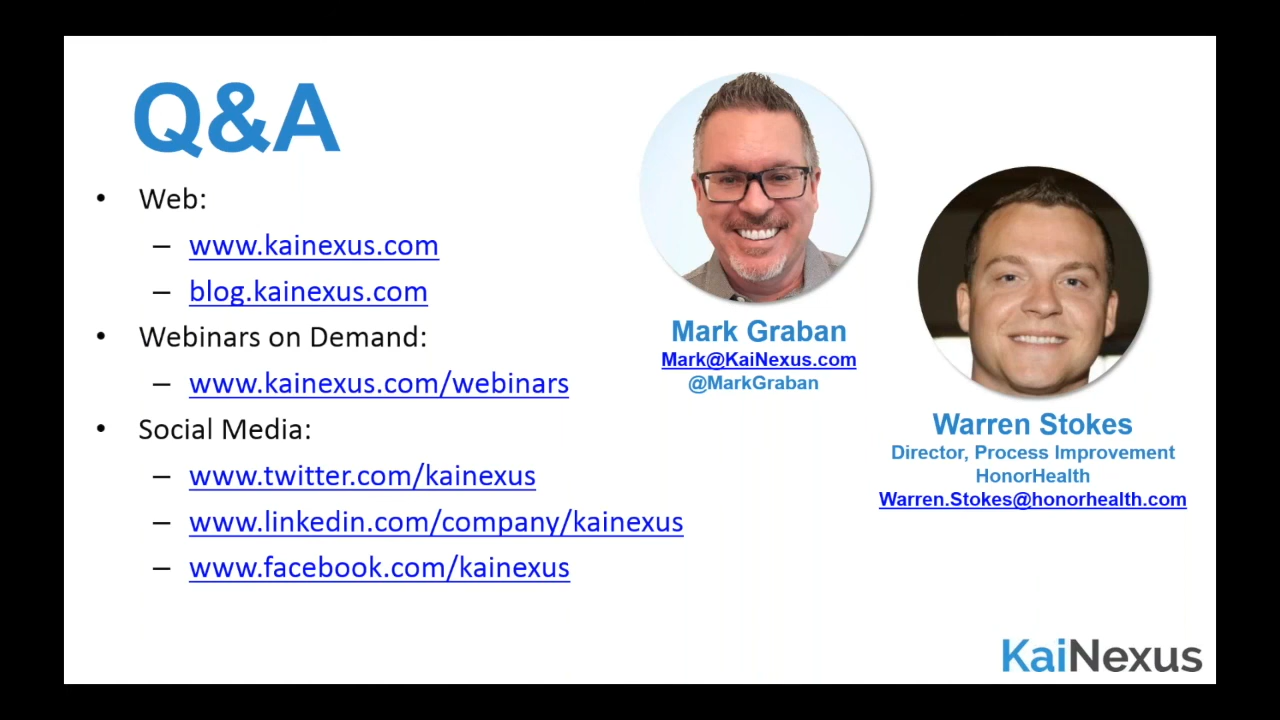 Q&A
• Web:
– www.kainexus.com
– blog.kainexus.com
• Webinars on Demand:
– www.kainexus.com/webinars
• Social Media:
– www.twitter.com/kainexus
– www.linkedin.com/company/kainexus
– www.facebook.com/kainexus
Mark Graban
Mark@KaiNexus.com
@MarkGraban
Warren Stokes
Director, Process Improvement
HonorHealth
Warren.Stokes@honorhealth.com
KaiNexus